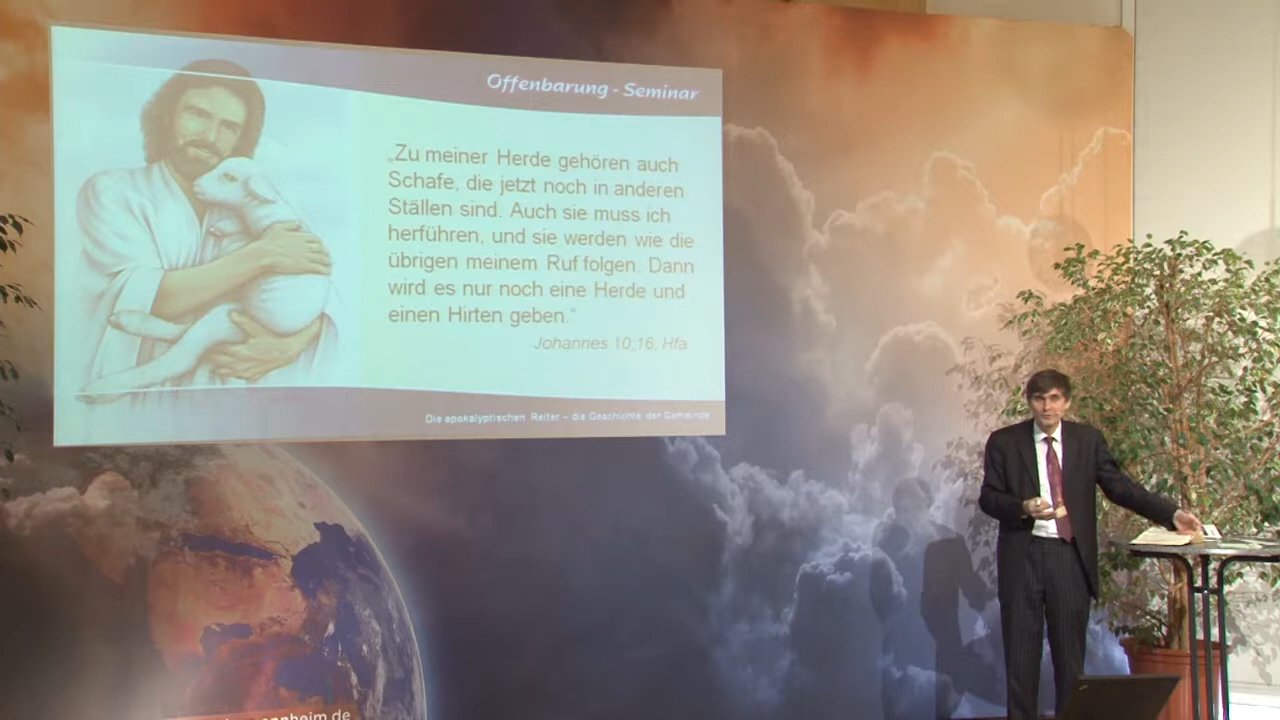 Offenbarung - Seminar
„Zu meiner Herde gehören auch
Schafe, die jetzt noch in anderen
Ställen sind. Auch sie muss ich
herführen, und sie werden wie die
übrigen meinem Ruf folgen. Dann
wird es nur noch eine Herde und
einen Hirten geben.“
Johannes 10,16, Hfa
Die apokalyptischen Reiter – die Geschichte der Gemeinde